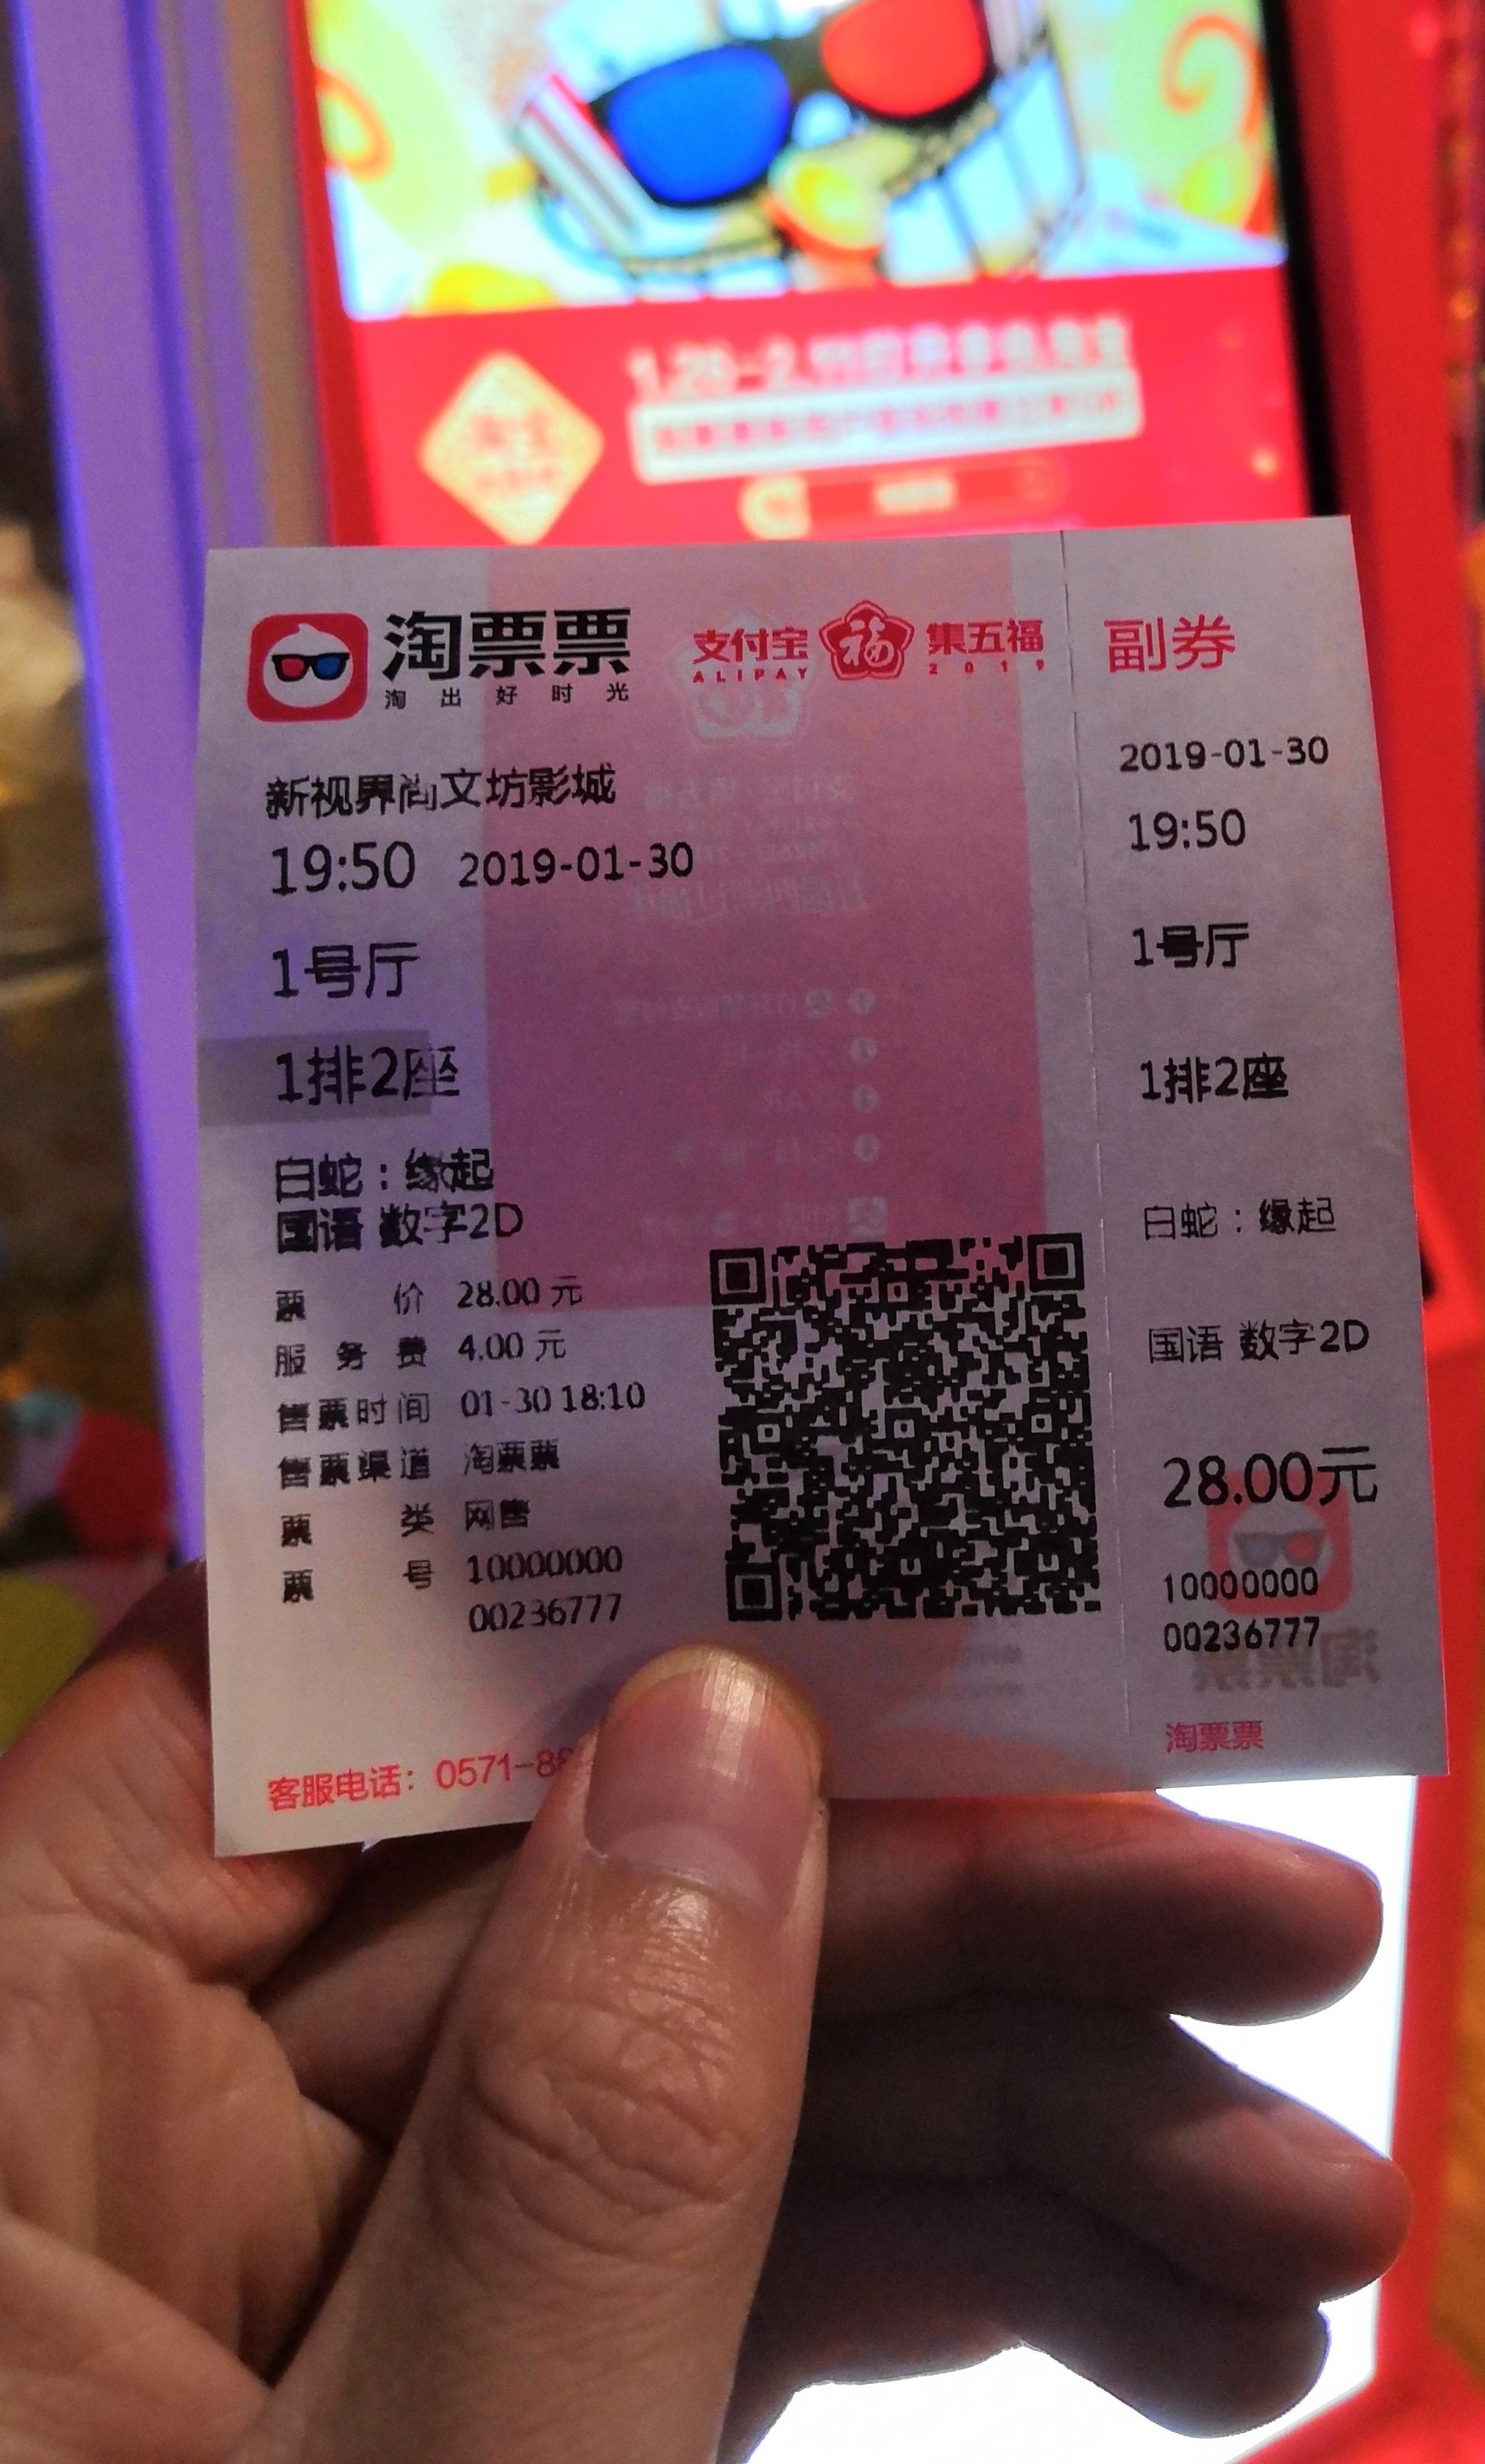 淘票票
淘出好时光
支付宝 福 集五福
ALIPAY 2019
新视界尚文坊影城
19:50 2019-01-30
1号厅
1排2座
白蛇：缘起
国语 数字2D
票价 28.00 元
服务费 4.00 元
售票时间 01-30 18:10
售票渠道 淘票票
票类 网售
票号 10000000
00236777
客服电话：0571-88
副券
2019-01-30
19:50
1号厅
1排2座
白蛇：缘起
国语 数字2D
28.00元
10000000
00236777
淘票票
淘票票